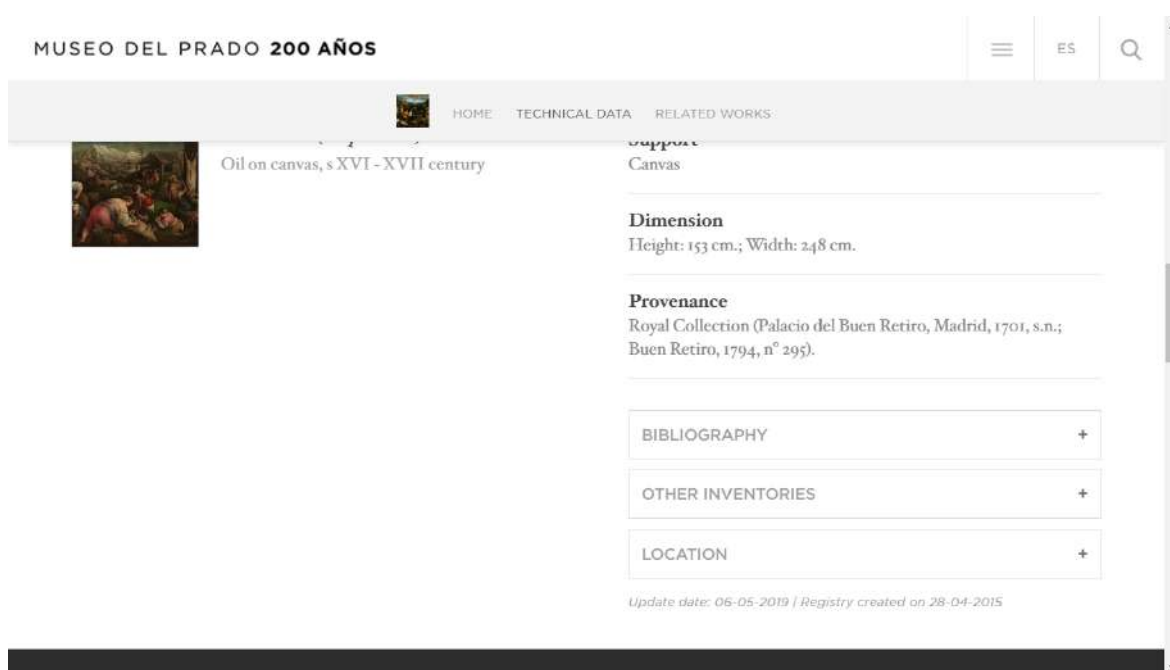 MUSEO DEL PRADO 200 AÑOS
ES
HOME TECHNICAL DATA RELATED WORKS
Oil on canvas, s XVI - XVII century
Support
Canvas
Dimension
Height: 153 cm.; Width: 248 cm.
Provenance
Royal Collection (Palacio del Buen Retiro, Madrid, 1701, s.n.;
Buen Retiro, 1794, nº 295).
BIBLIOGRAPHY +
OTHER INVENTORIES +
LOCATION +
Update date: 06-05-2019 | Registry created on 28-04-2015